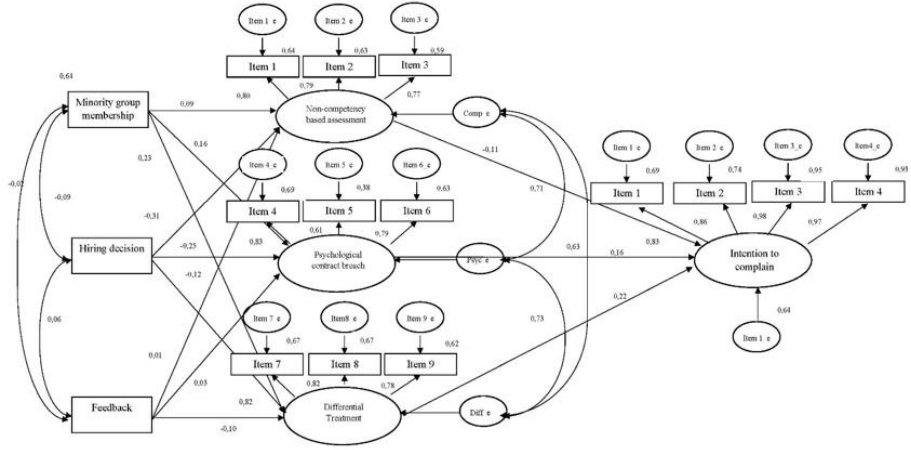 Item 1 e
Item 2 e
Item 3 e
0,64
0,63
0,59
Item 1
Item 2
Item 3
0,64
0,80
0,79
0,77
Minority group
membership
0,09
Non-competency
based assessment
Comp e
-0,11
0,16
0,23
Item 4 e
Item 5 e
Item 6 e
Item 1 e
Item 2 e
Item 3 e
Item4 e
-0,02
-0,09
0,69
0,38
0,63
0,71
0,69
0,74
0,95
0,93
-0,31
Item 4
Item 5
Item 6
Item 1
Item 2
Item 3
Item 4
0,86
0,98
0,97
Hiring decision
-0,25
0,83
0,61
0,79
0,63
0,83
-0,12
Psychological
contract breach
Psyc e
0,16
Intention to
complain
0,22
0,06
Item 7 e
Item8 e
Item 9 e
0,73
0,64
0,67
0,67
0,62
Item 7
Item 8
Item 9
Item 1 e
0,01
0,03
0,82
0,82
0,78
Feedback
-0,10
Differential
Treatment
Diff e